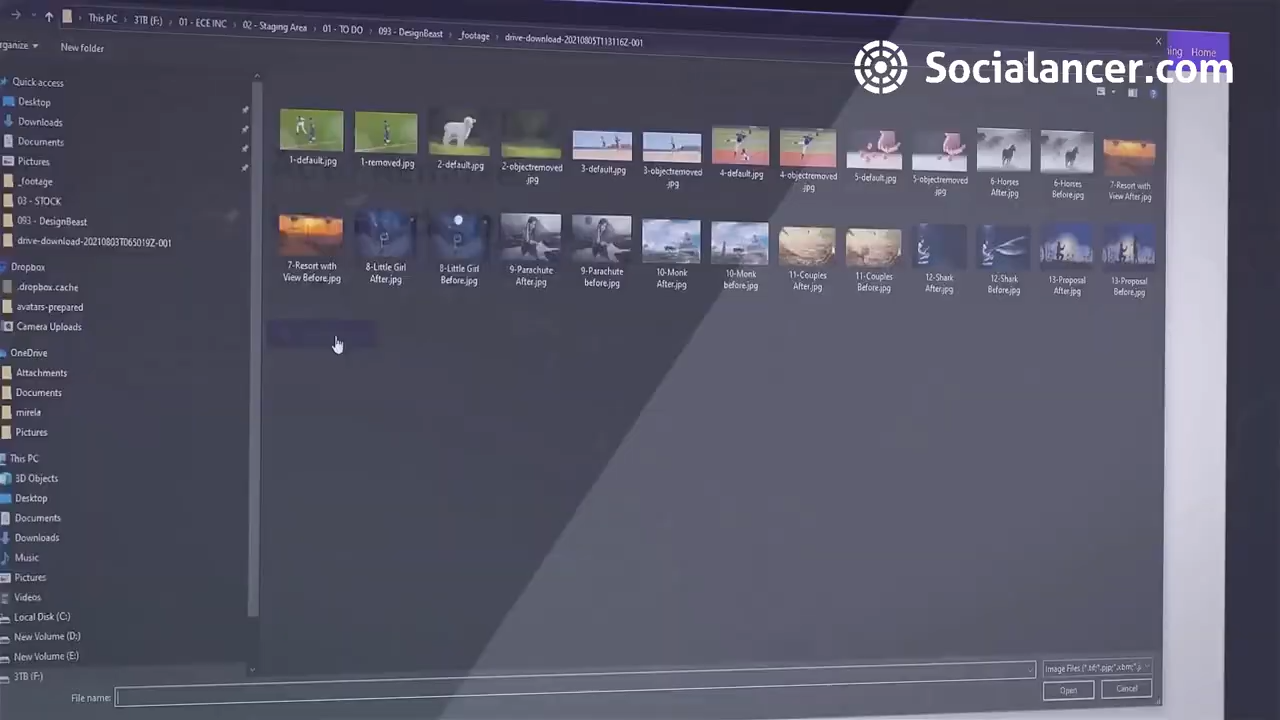 This PC › 3TB (F:) › 01 - ECE INC › 02 - Staging Area › 01 - TO DO › 093 - DesignBeast › _footage › drive-download-20210805T113116Z-001
Home
Socialancer.com
New folder
Quick access
Desktop
Downloads
Documents
Pictures
_footage
03 - STOCK
093 - DesignBeast
drive-download-20210803T065019Z-001
Dropbox
.dropbox.cache
avatars-prepared
Camera Uploads
OneDrive
Attachments
Documents
mirela
Pictures
This PC
3D Objects
Desktop
Documents
Downloads
Music
Pictures
Videos
Local Disk (C:)
New Volume (D:)
New Volume (E:)
3TB (F:)
1-default.jpg
1-removed.jpg
2-default.jpg
2-objectremoved
.jpg
3-default.jpg
3-objectremoved
.jpg
4-default.jpg
4-objectremoved
.jpg
5-default.jpg
5-objectremoved
.jpg
6-Horses
After.jpg
6-Horses
Before.jpg
7-Resort with
View After.jpg
7-Resort with
View Before.jpg
8-Little Girl
After.jpg
8-Little Girl
Before.jpg
9-Parachute
After.jpg
9-Parachute
before.jpg
10-Monk
After.jpg
10-Monk
before.jpg
11-Couples
After.jpg
11-Couples
Before.jpg
12-Shark
After.jpg
12-Shark
Before.jpg
13-Proposal
After.jpg
13-Proposal
Before.jpg
File name:
Image Files
Open
Cancel